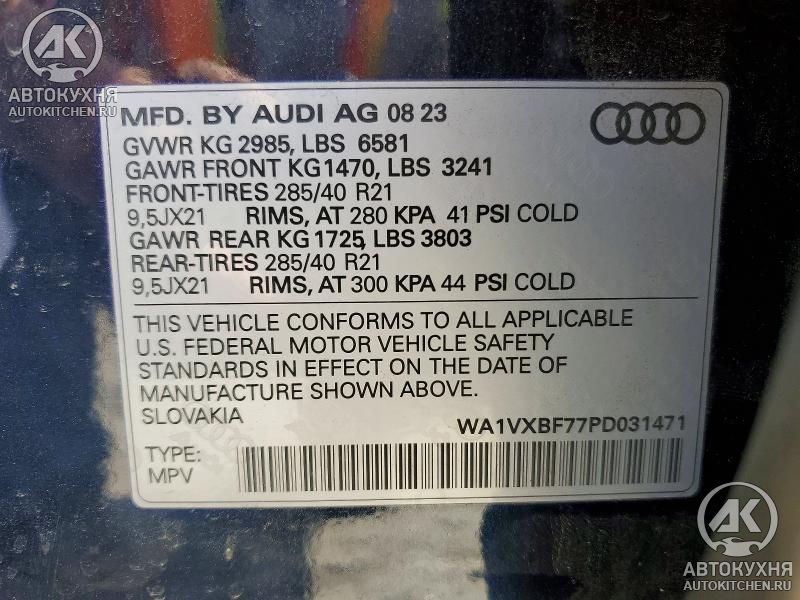 AK
АВТОКУХНЯ
AUTOKITCHEN.RU
MFD. BY AUDI AG 08 23
GVWR KG 2985, LBS 6581
GAWR FRONT KG1470, LBS 3241
FRONT-TIRES 285/40 R21
9,5JX21 RIMS, AT 280 KPA 41 PSI COLD
GAWR REAR KG 1725, LBS 3803
REAR-TIRES 285/40 R21
9,5JX21 RIMS, AT 300 KPA 44 PSI COLD
THIS VEHICLE CONFORMS TO ALL APPLICABLE
U.S. FEDERAL MOTOR VEHICLE SAFETY
STANDARDS IN EFFECT ON THE DATE OF
MANUFACTURE SHOWN ABOVE.
SLOVAKIA WA1VXBF77PD031471
TYPE:
MPV
AK
АВТОКУХНЯ
AUTOKITCHEN.RU